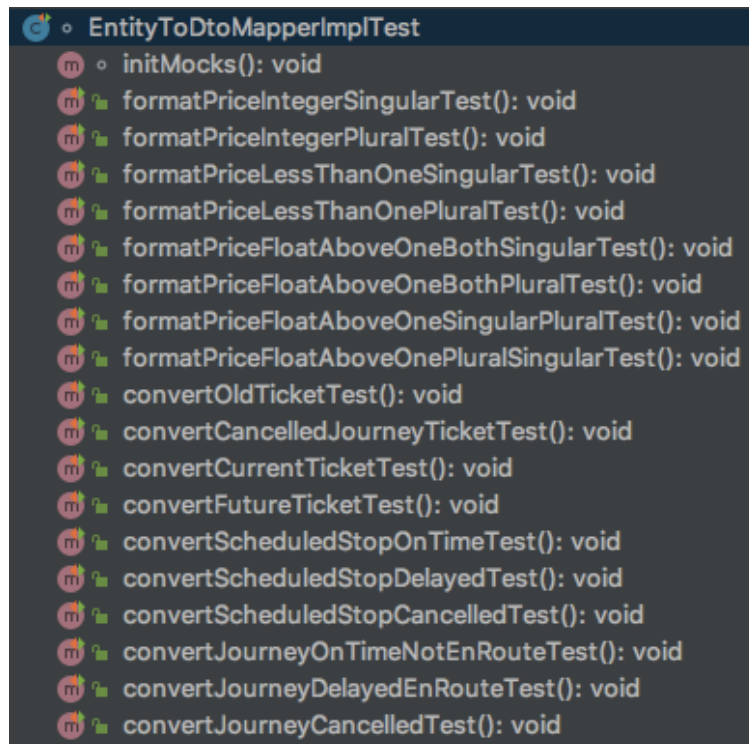 EntityToDtoMapperImplTest
initMocks(): void
formatPriceIntegerSingularTest(): void
formatPriceIntegerPluralTest(): void
formatPriceLessThanOneSingularTest(): void
formatPriceLessThanOnePluralTest(): void
formatPriceFloatAboveOneBothSingularTest(): void
formatPriceFloatAboveOneBothPluralTest(): void
formatPriceFloatAboveOneSingularPluralTest(): void
formatPriceFloatAboveOnePluralSingularTest(): void
convertOldTicketTest(): void
convertCancelledJourneyTicketTest(): void
convertCurrentTicketTest(): void
convertFutureTicketTest(): void
convertScheduledStopOnTimeTest(): void
convertScheduledStopDelayedTest(): void
convertScheduledStopCancelledTest(): void
convertJourneyOnTimeNotEnRouteTest(): void
convertJourneyDelayedEnRouteTest(): void
convertJourneyCancelledTest(): void